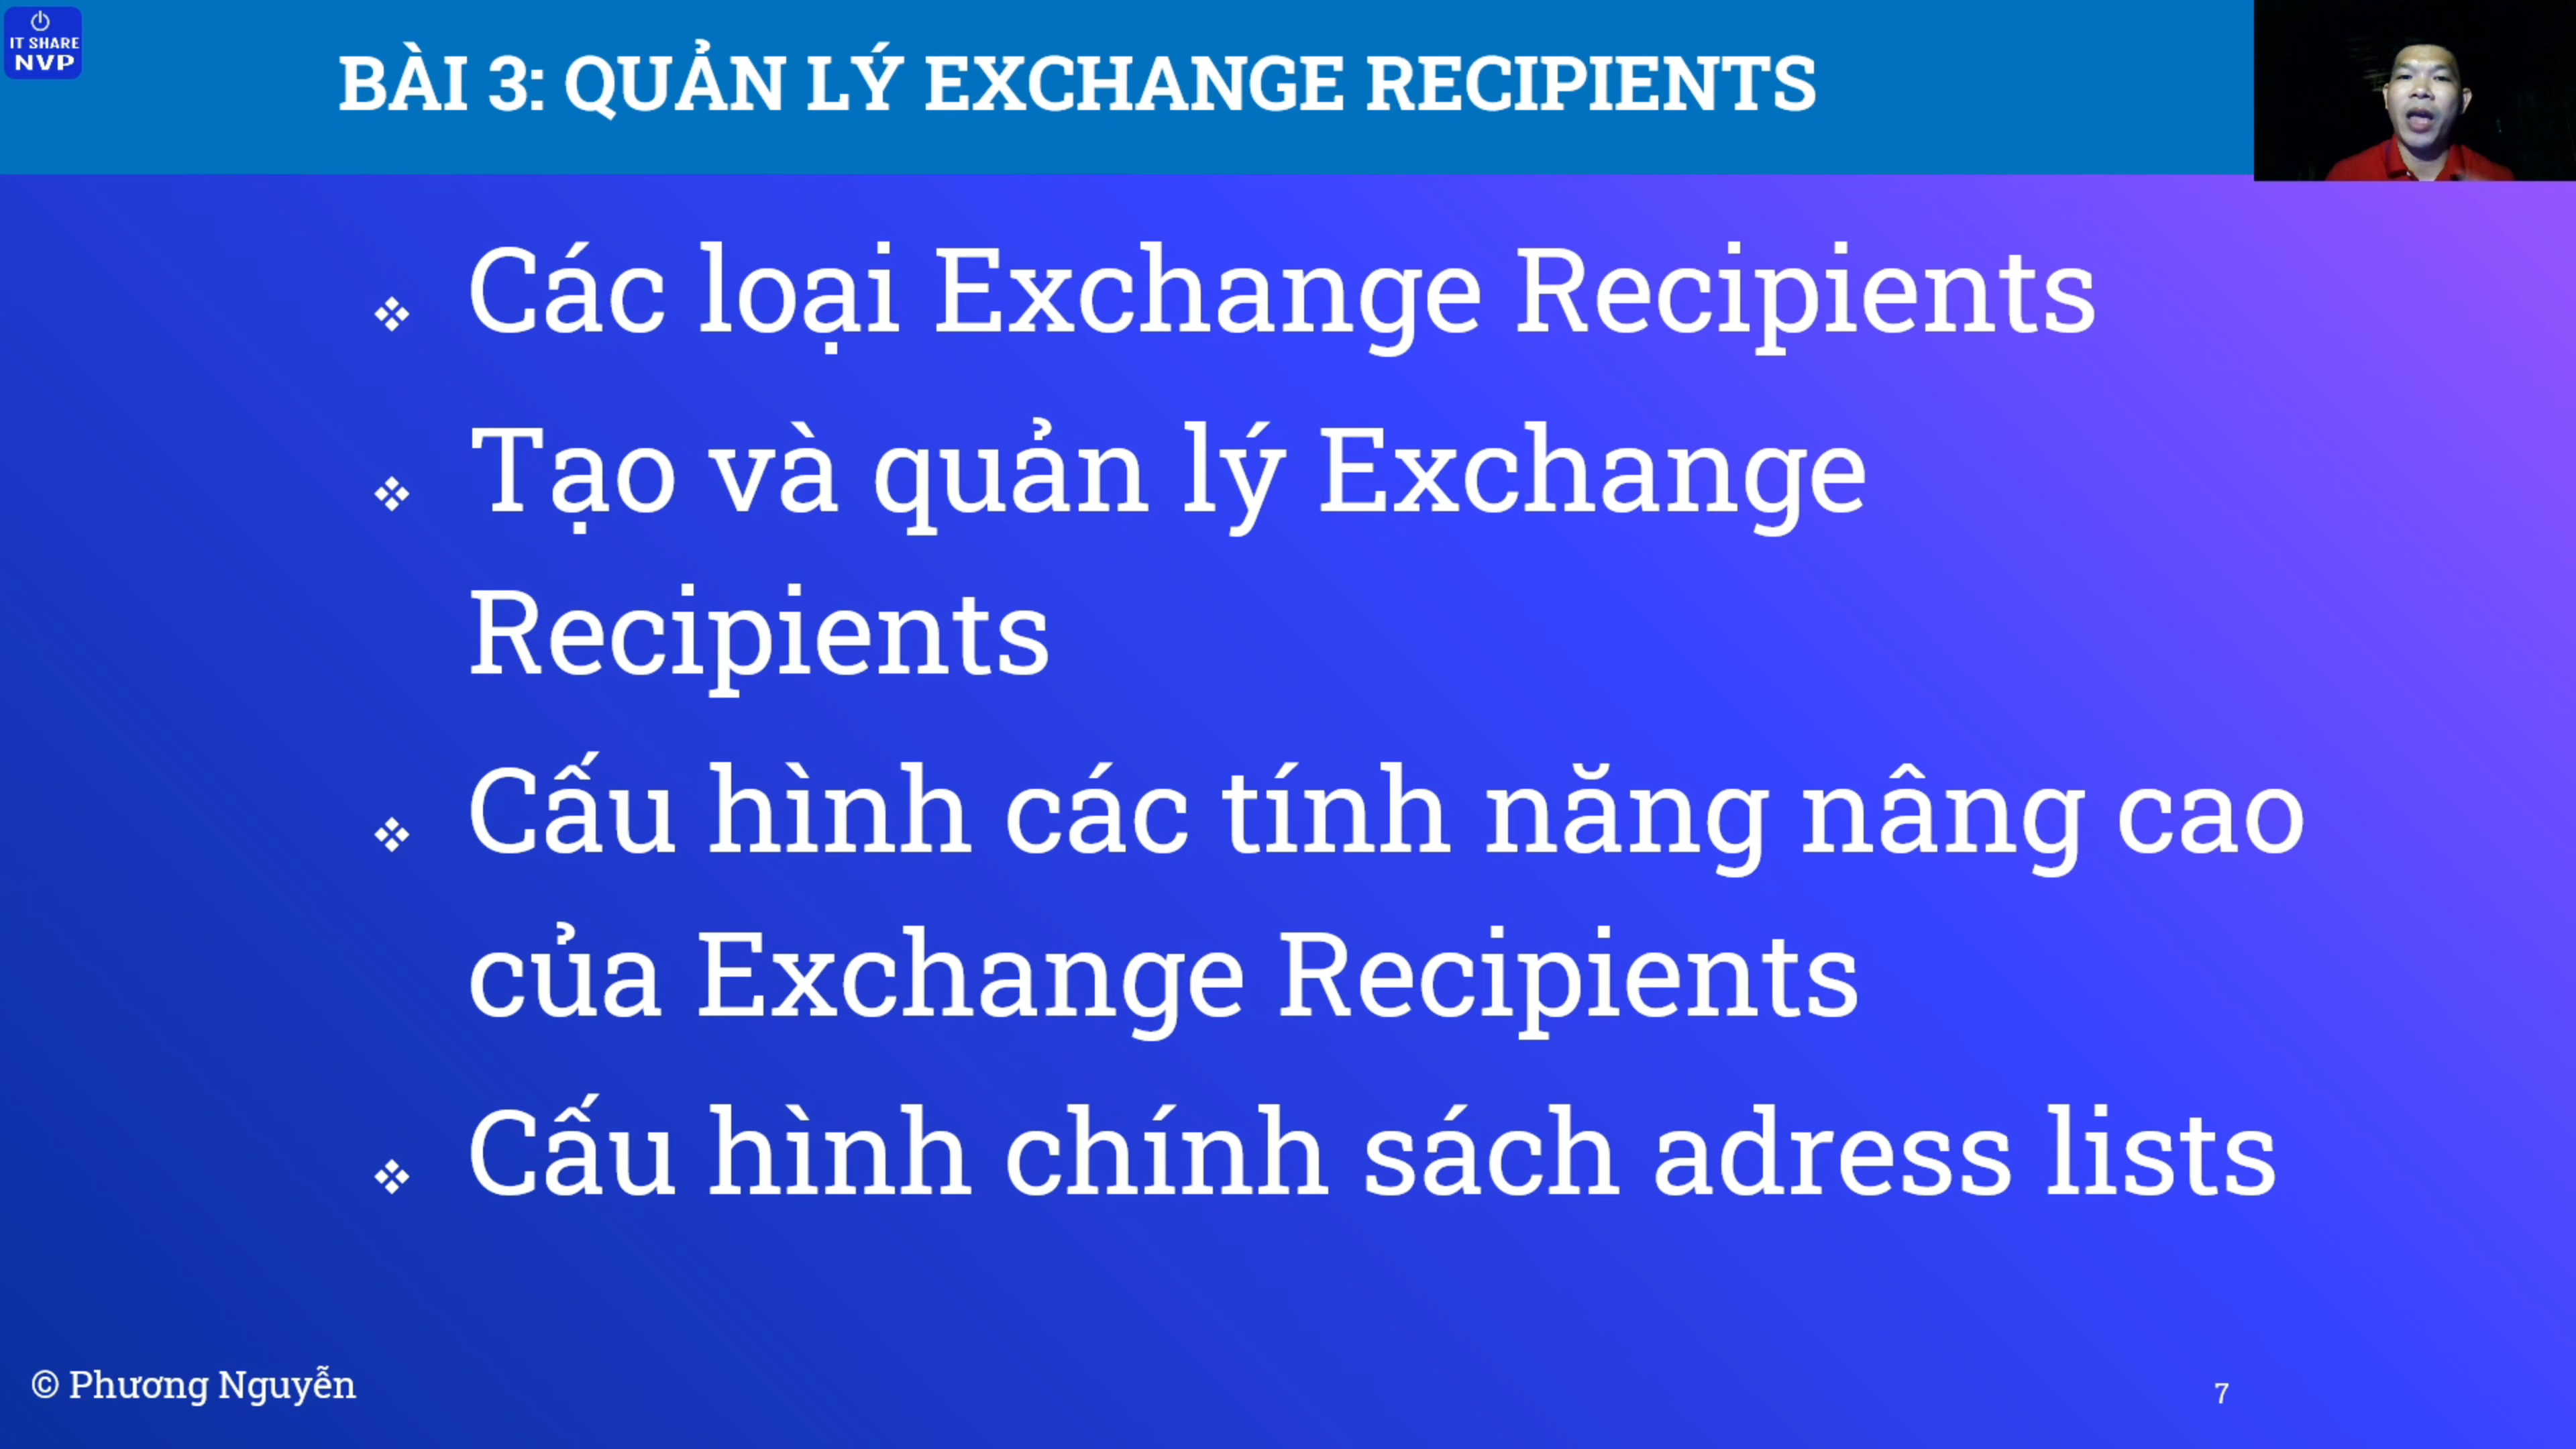 IT SHARE
NVP
BÀI 3: QUẢN LÝ EXCHANGE RECIPIENTS
❖ Các loại Exchange Recipients
❖ Tạo và quản lý Exchange
Recipients
❖ Cấu hình các tính năng nâng cao
của Exchange Recipients
❖ Cấu hình chính sách adress lists
© Phương Nguyễn
7